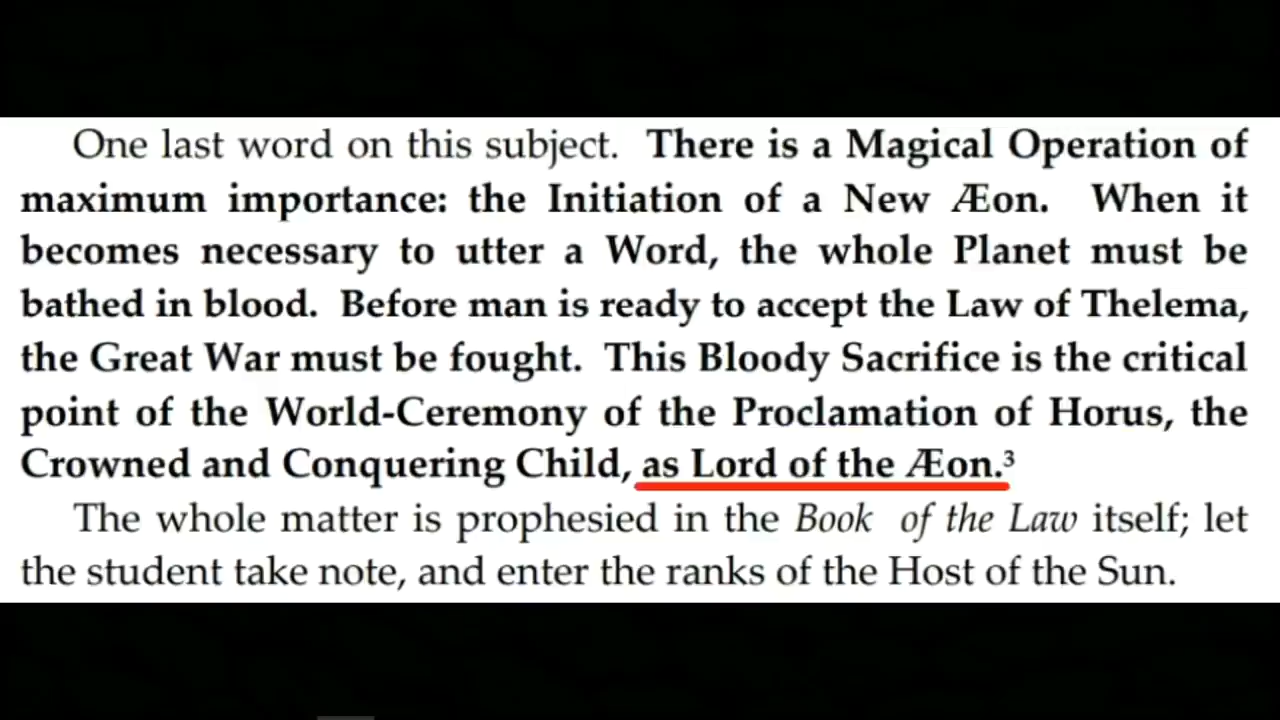 One last word on this subject. There is a Magical Operation of
maximum importance: the Initiation of a New Æon. When it
becomes necessary to utter a Word, the whole Planet must be
bathed in blood. Before man is ready to accept the Law of Thelema,
the Great War must be fought. This Bloody Sacrifice is the critical
point of the World-Ceremony of the Proclamation of Horus, the
Crowned and Conquering Child, as Lord of the Æon.³
The whole matter is prophesied in the Book of the Law itself; let
the student take note, and enter the ranks of the Host of the Sun.